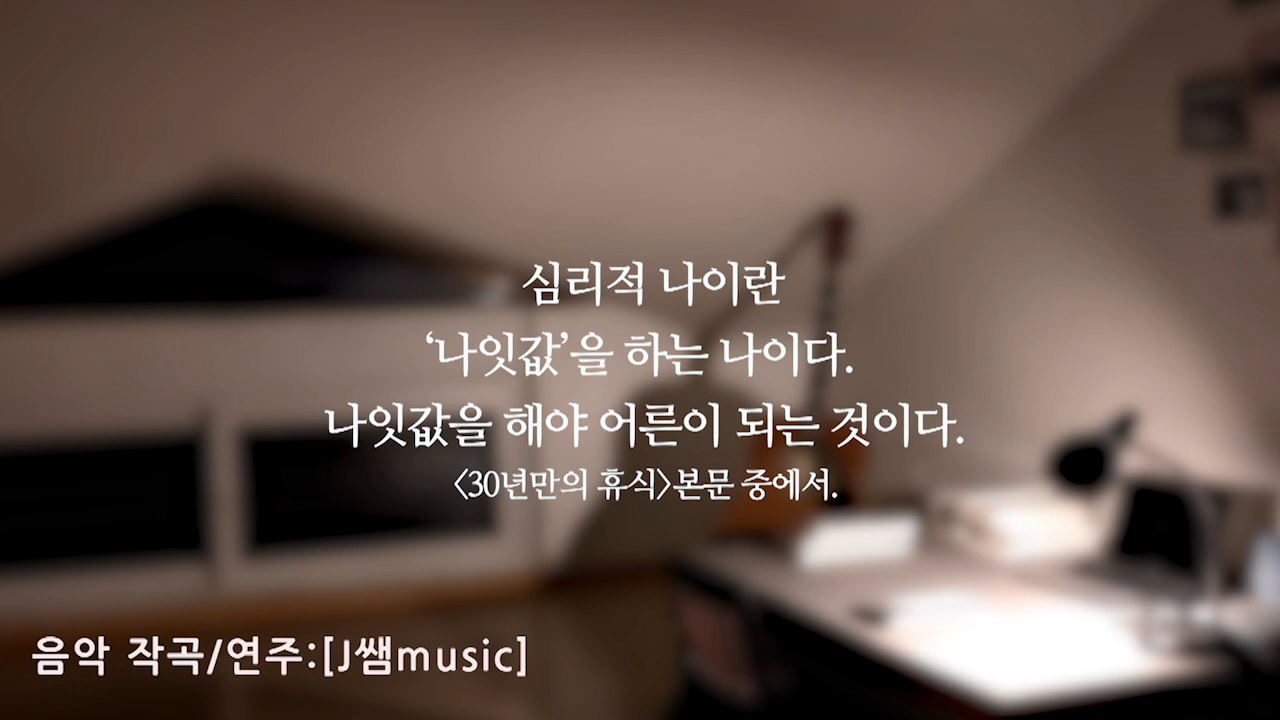 심리적 나이란
‘나잇값’을 하는 나이다.
나잇값을 해야 어른이 되는 것이다.
<30년만의 휴식>본문 중에서.
음악 작곡/연주:[J쌤music]